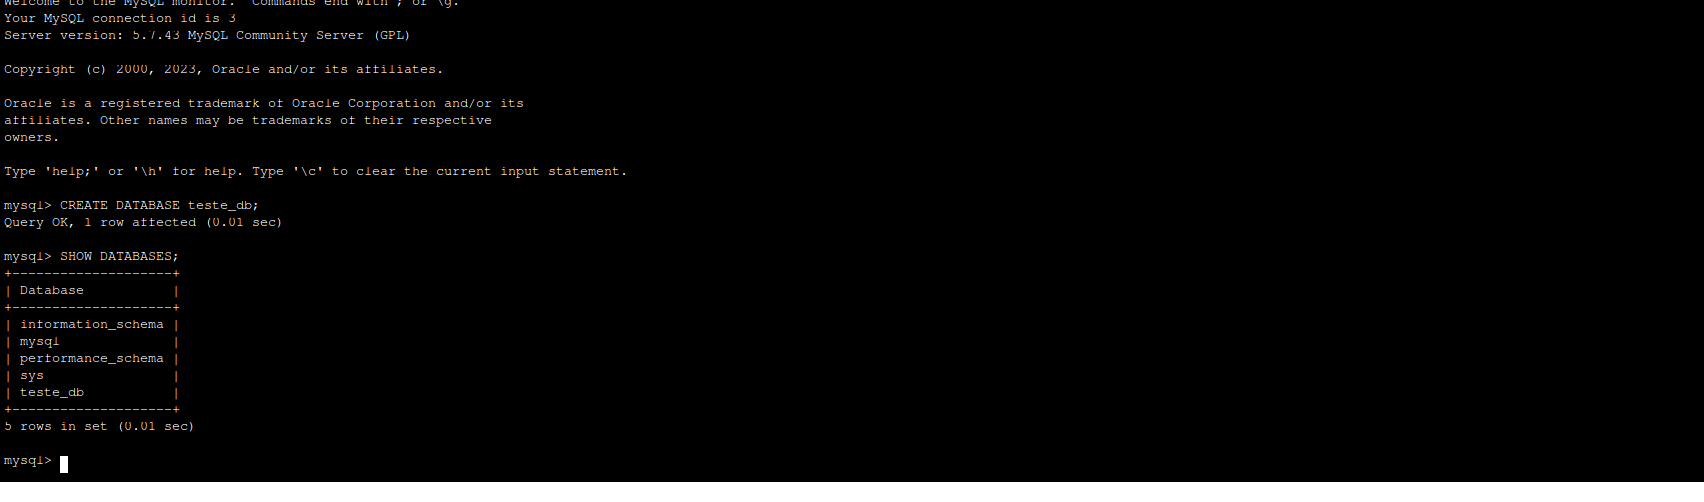 Welcome to the MySQL monitor.  Commands end with ; or \g.
Your MySQL connection id is 3
Server version: 5.7.43 MySQL Community Server (GPL)
Copyright (c) 2000, 2023, Oracle and/or its affiliates.
Oracle is a registered trademark of Oracle Corporation and/or its
affiliates. Other names may be trademarks of their respective
owners.
Type 'help;' or '\h' for help. Type '\c' to clear the current input statement.
mysql> CREATE DATABASE teste_db;
Query OK, 1 row affected (0.01 sec)
mysql> SHOW DATABASES;
+--------------------+
| Database           |
+--------------------+
| information_schema |
| mysql              |
| performance_schema |
| sys                |
| teste_db           |
+--------------------+
5 rows in set (0.01 sec)
mysql>